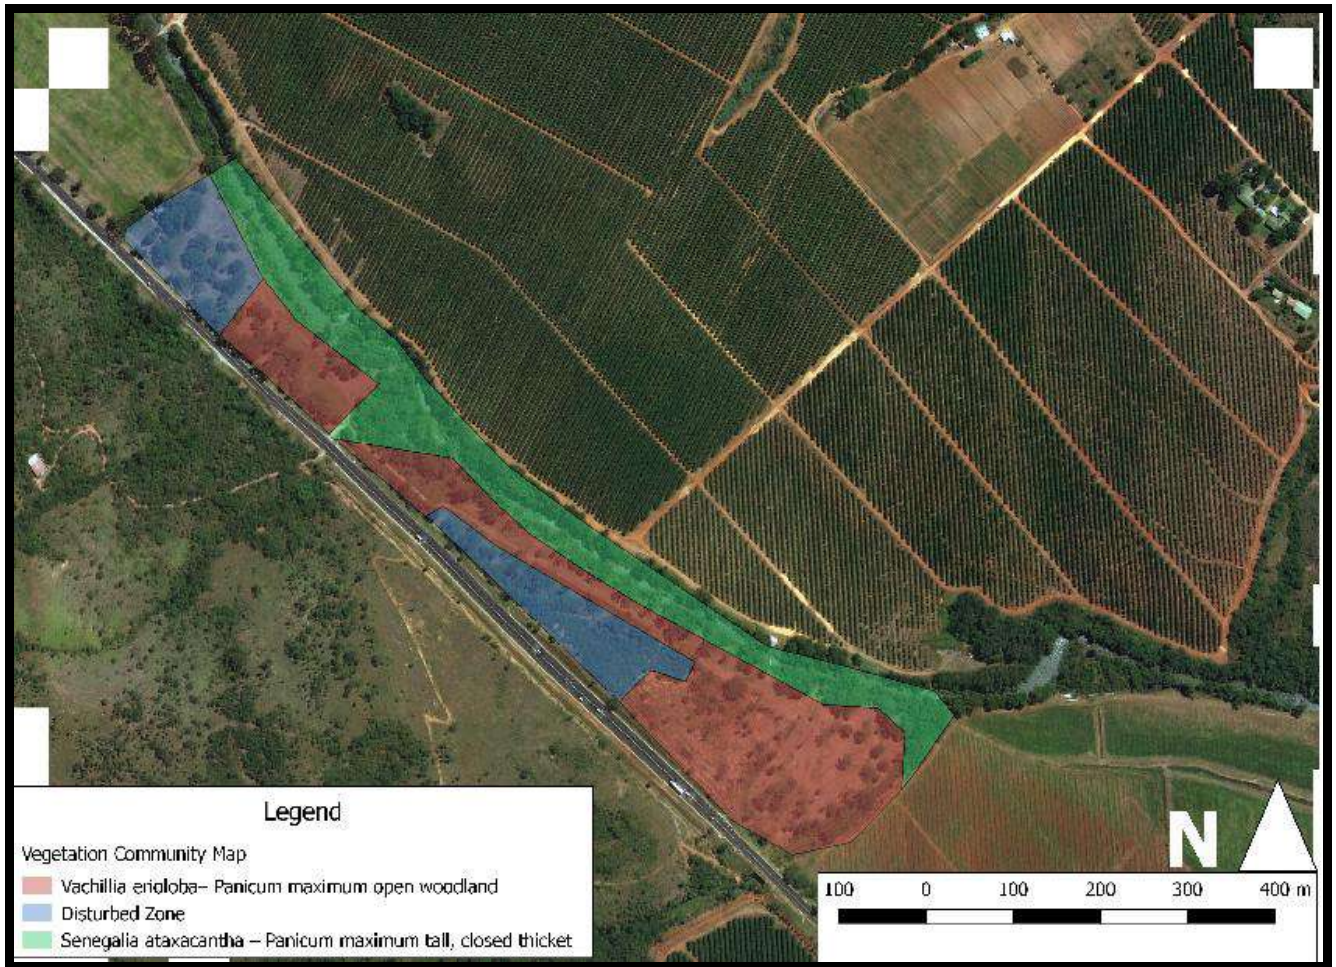 Legend
Vegetation Community Map
Vachillia erioloba– Panicum maximum open woodland
Disturbed Zone
Senegalia ataxacantha – Panicum maximum tall, closed thicket
N
100 0 100 200 300 400 m